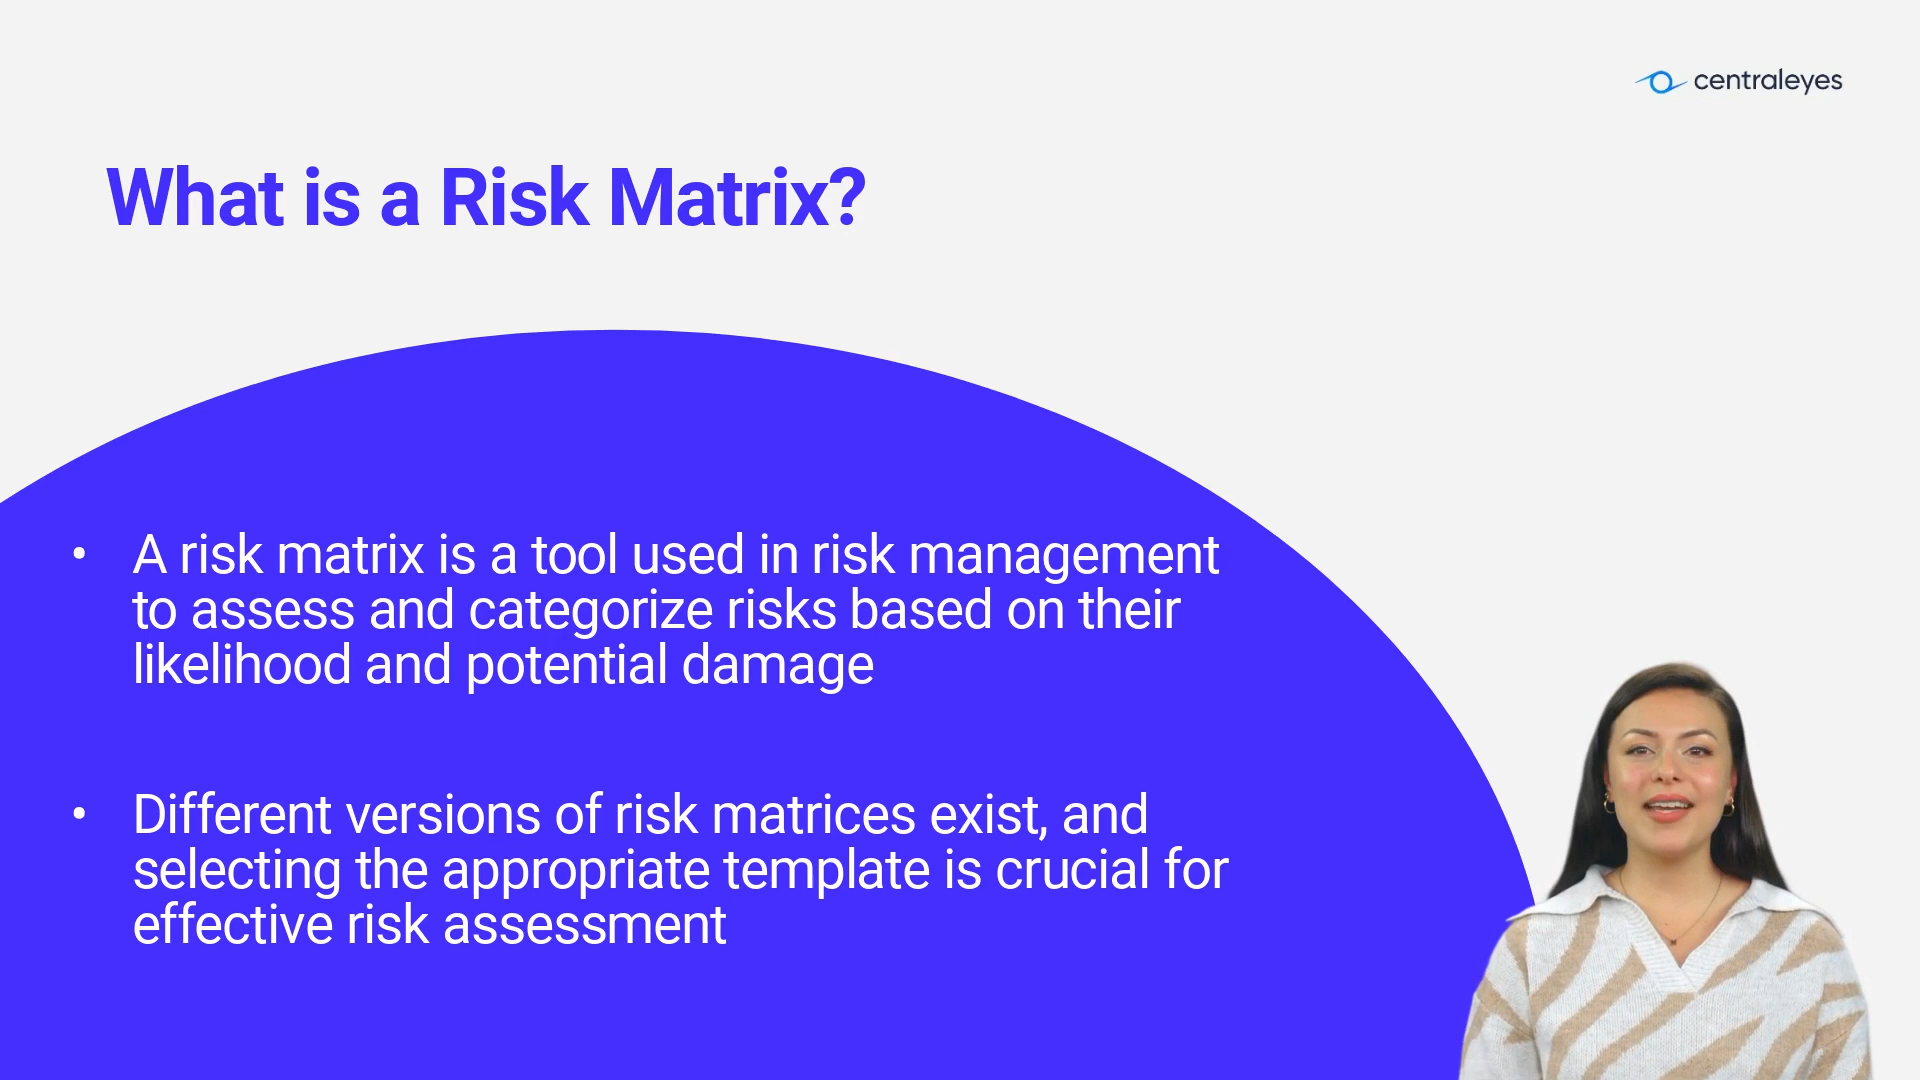 centraleyes
What is a Risk Matrix?
• A risk matrix is a tool used in risk management
to assess and categorize risks based on their
likelihood and potential damage
• Different versions of risk matrices exist, and
selecting the appropriate template is crucial for
effective risk assessment